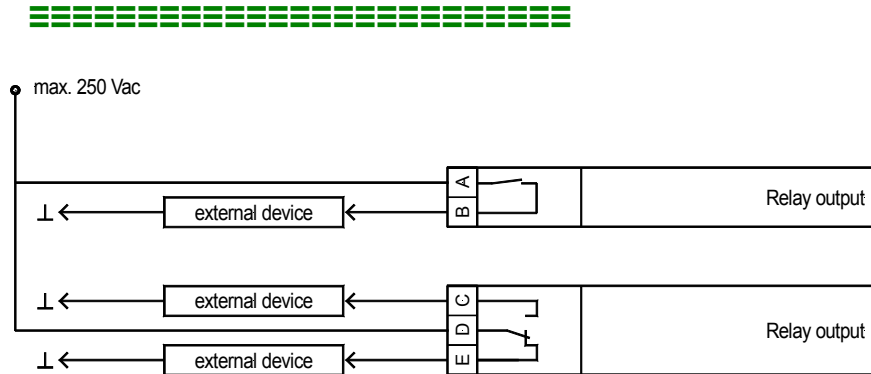 max. 250 Vac
A
Relay output
external device
B
external device
C
D
Relay output
external device
E